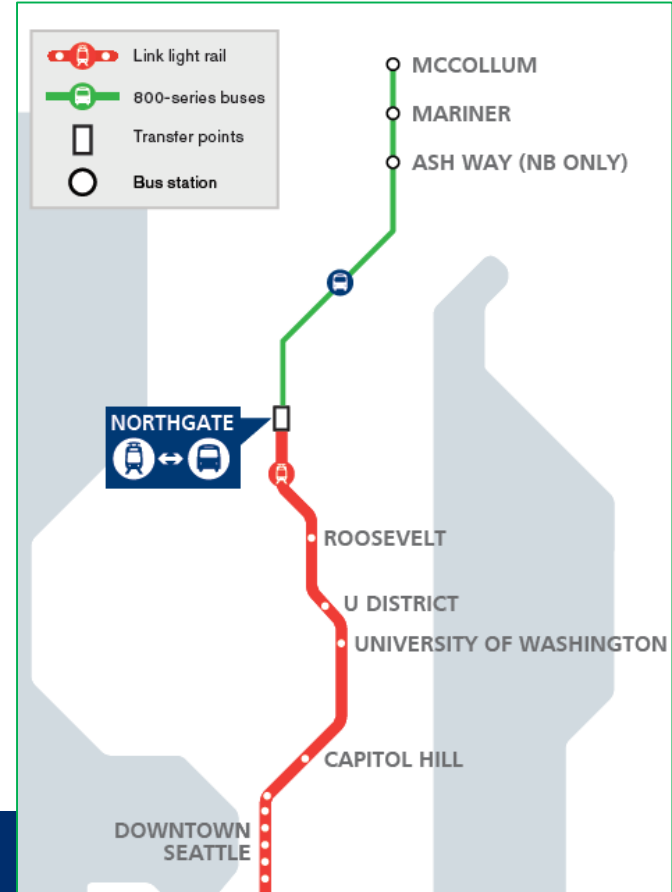 Link light rail
800-series buses
Transfer points
Bus station
MCCOLLUM
MARINER
ASH WAY (NB ONLY)
NORTHGATE
ROOSEVELT
U DISTRICT
UNIVERSITY OF WASHINGTON
CAPITOL HILL
DOWNTOWN
SEATTLE